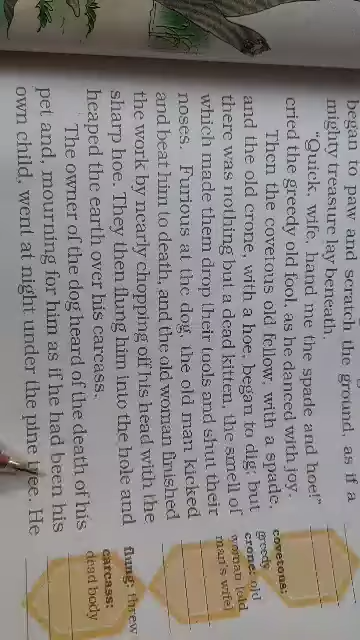 began to paw and scratch the ground, as if a
mighty treasure lay beneath.
"Quick, wife, hand me the spade and hoe!"
cried the greedy old fool, as he danced with joy.
Then the covetous old fellow, with a spade,
and the old crone, with a hoe, began to dig; but
there was nothing but a dead kitten, the smell of
which made them drop their tools and shut their
noses. Furious at the dog, the old man kicked
and beat him to death, and the old woman finished
the work by nearly chopping off his head with the
sharp hoe. They then flung him into the hole and
heaped the earth over his carcass.
The owner of the dog heard of the death of his
pet and, mourning for him as if he had been his
own child, went at night under the pine tree. He
covetous:
greedy
crone: old
woman (old
man's wife)
flung: threw
carcass:
dead body